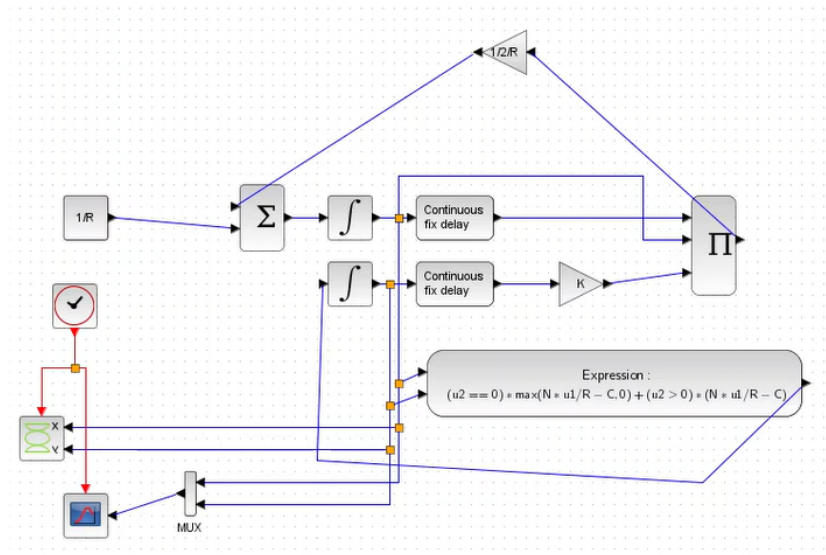 1/2/R
1/R
Σ
∫
Continuous
fix delay
Π
∫
Continuous
fix delay
K
Expression :
(u2 == 0) * max(N * u1/R − C, 0) + (u2 > 0) * (N * u1/R − C)
X
Y
MUX